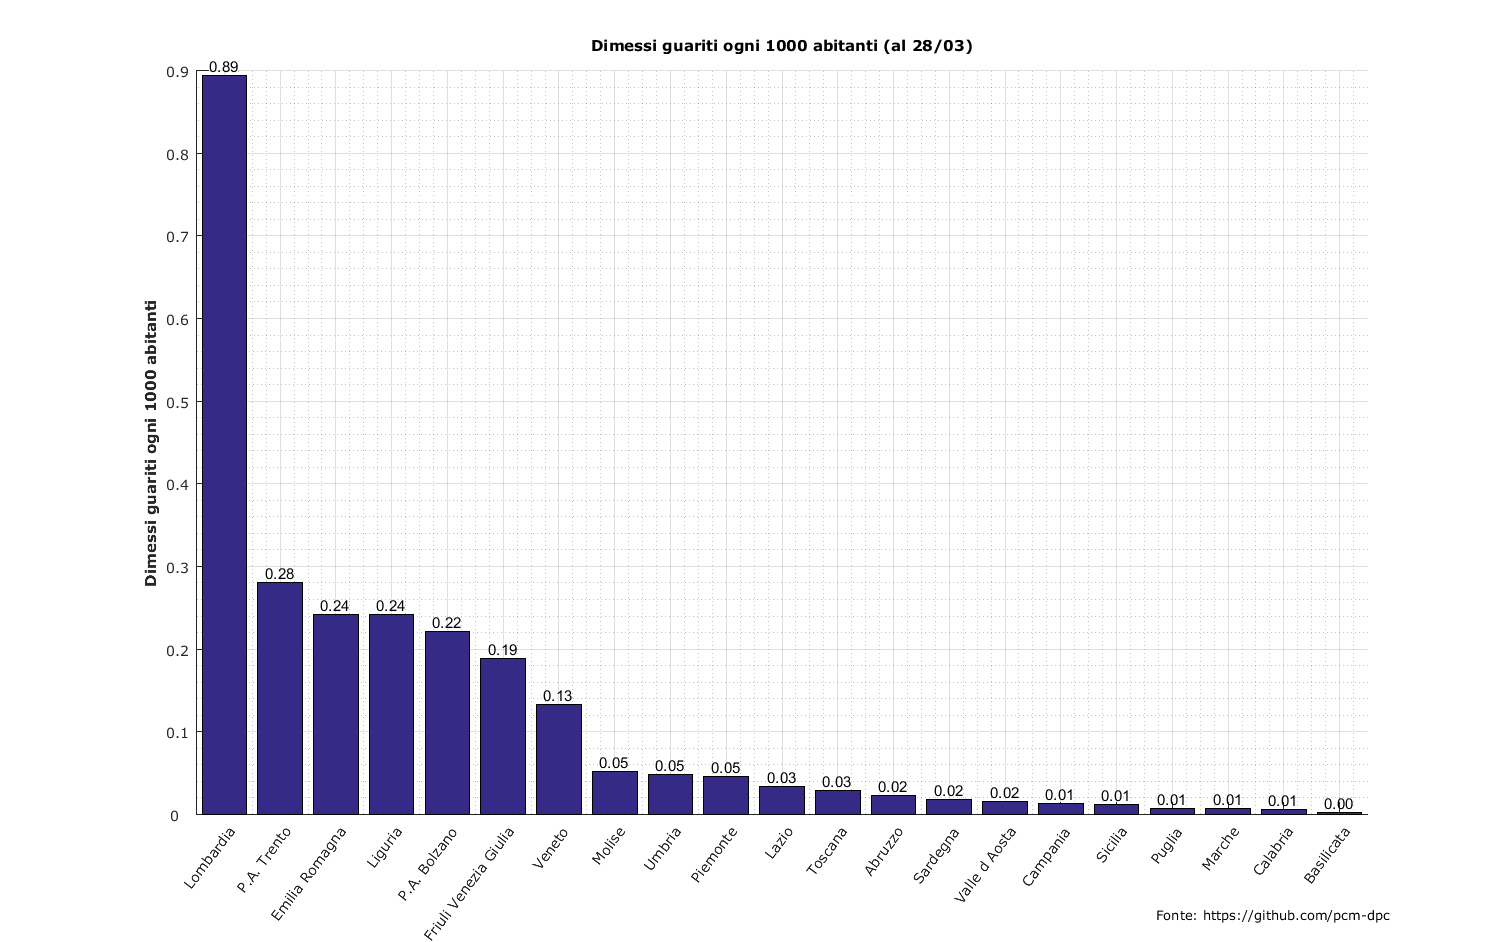 Dimessi guariti ogni 1000 abitanti (al 28/03)
Dimessi guariti ogni 1000 abitanti
0.9
0.8
0.7
0.6
0.5
0.4
0.3
0.2
0.1
0
0.89
0.28
0.24
0.24
0.22
0.19
0.13
0.05
0.05
0.05
0.03
0.03
0.02
0.02
0.02
0.01
0.01
0.01
0.01
0.01
0.00
Lombardia
P.A. Trento
Emilia Romagna
Liguria
P.A. Bolzano
Friuli Venezia Giulia
Veneto
Molise
Umbria
Piemonte
Lazio
Toscana
Abruzzo
Sardegna
Valle d Aosta
Campania
Sicilia
Puglia
Marche
Calabria
Basilicata
Fonte: https://github.com/pcm-dpc